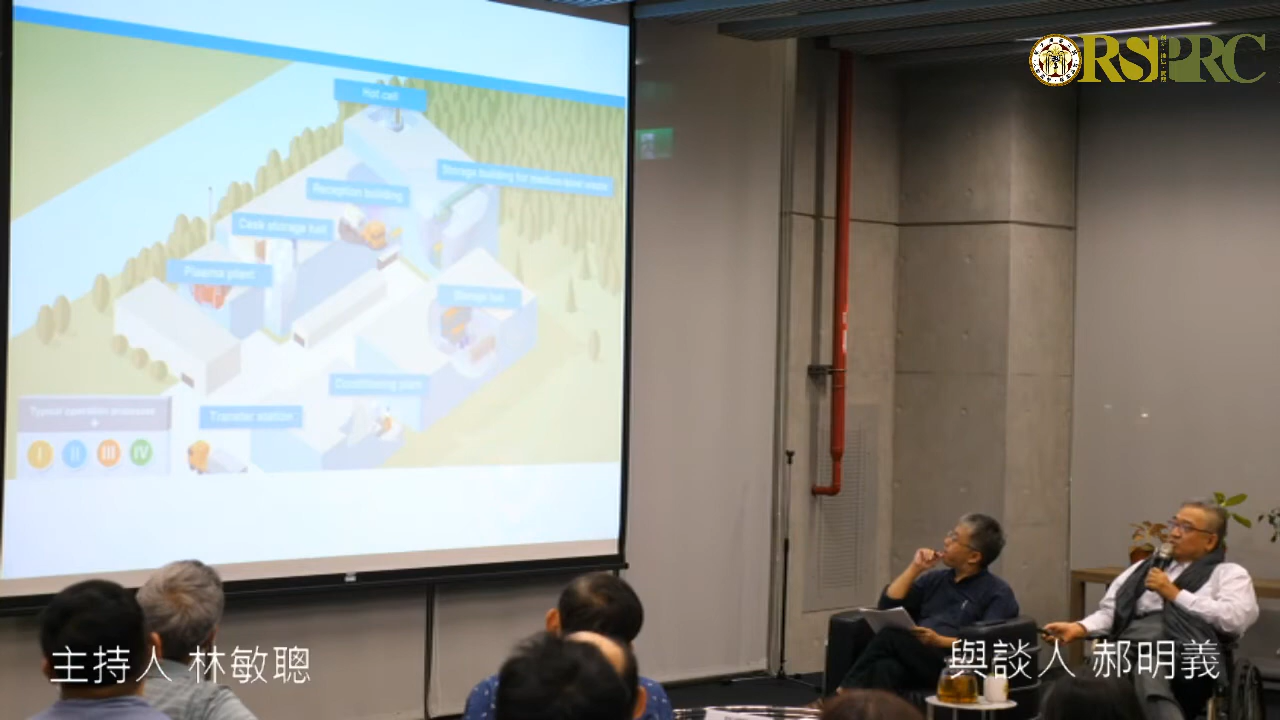 RSPRC
Hot cell
Storage building for medium-level waste
Reception building
Cask storage hall
Plasma plant
Storage hall
Conditioning plant
Transfer station
Typical operation processes
I II III IV
主持人 林敏聰
與談人 郝明義